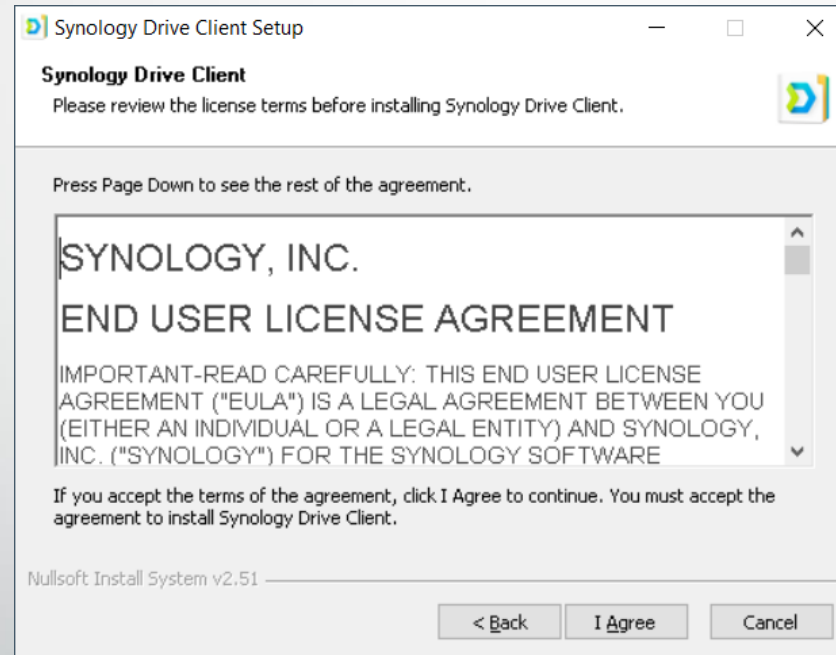 Synology Drive Client Setup
Synology Drive Client
Please review the license terms before installing Synology Drive Client.
Press Page Down to see the rest of the agreement.
SYNOLOGY, INC.
END USER LICENSE AGREEMENT
IMPORTANT-READ CAREFULLY: THIS END USER LICENSE
AGREEMENT ("EULA") IS A LEGAL AGREEMENT BETWEEN YOU
(EITHER AN INDIVIDUAL OR A LEGAL ENTITY) AND SYNOLOGY,
INC. ("SYNOLOGY") FOR THE SYNOLOGY SOFTWARE
If you accept the terms of the agreement, click I Agree to continue. You must accept the
agreement to install Synology Drive Client.
Nullsoft Install System v2.51
< Back
I Agree
Cancel